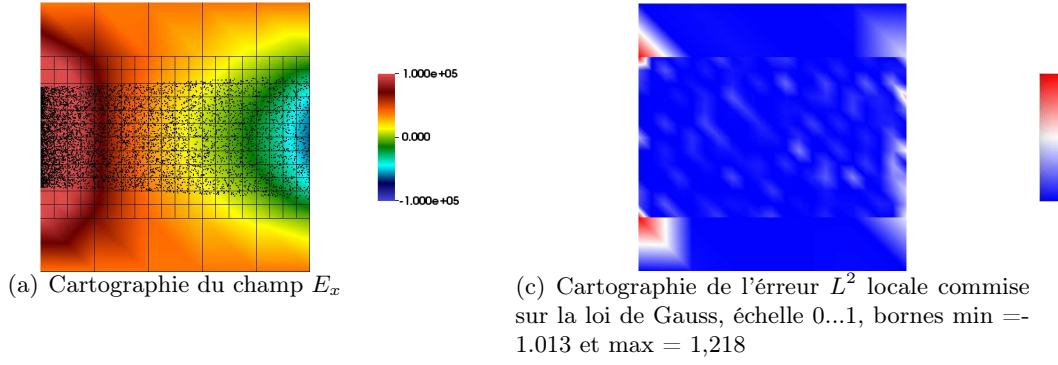 1.000e+05
0.000
-1.000e+05
(a) Cartographie du champ $E_x$
(c) Cartographie de l'érreur $L^2$ locale commise
sur la loi de Gauss, échelle 0...1, bornes min =-
1.013 et max = 1,218